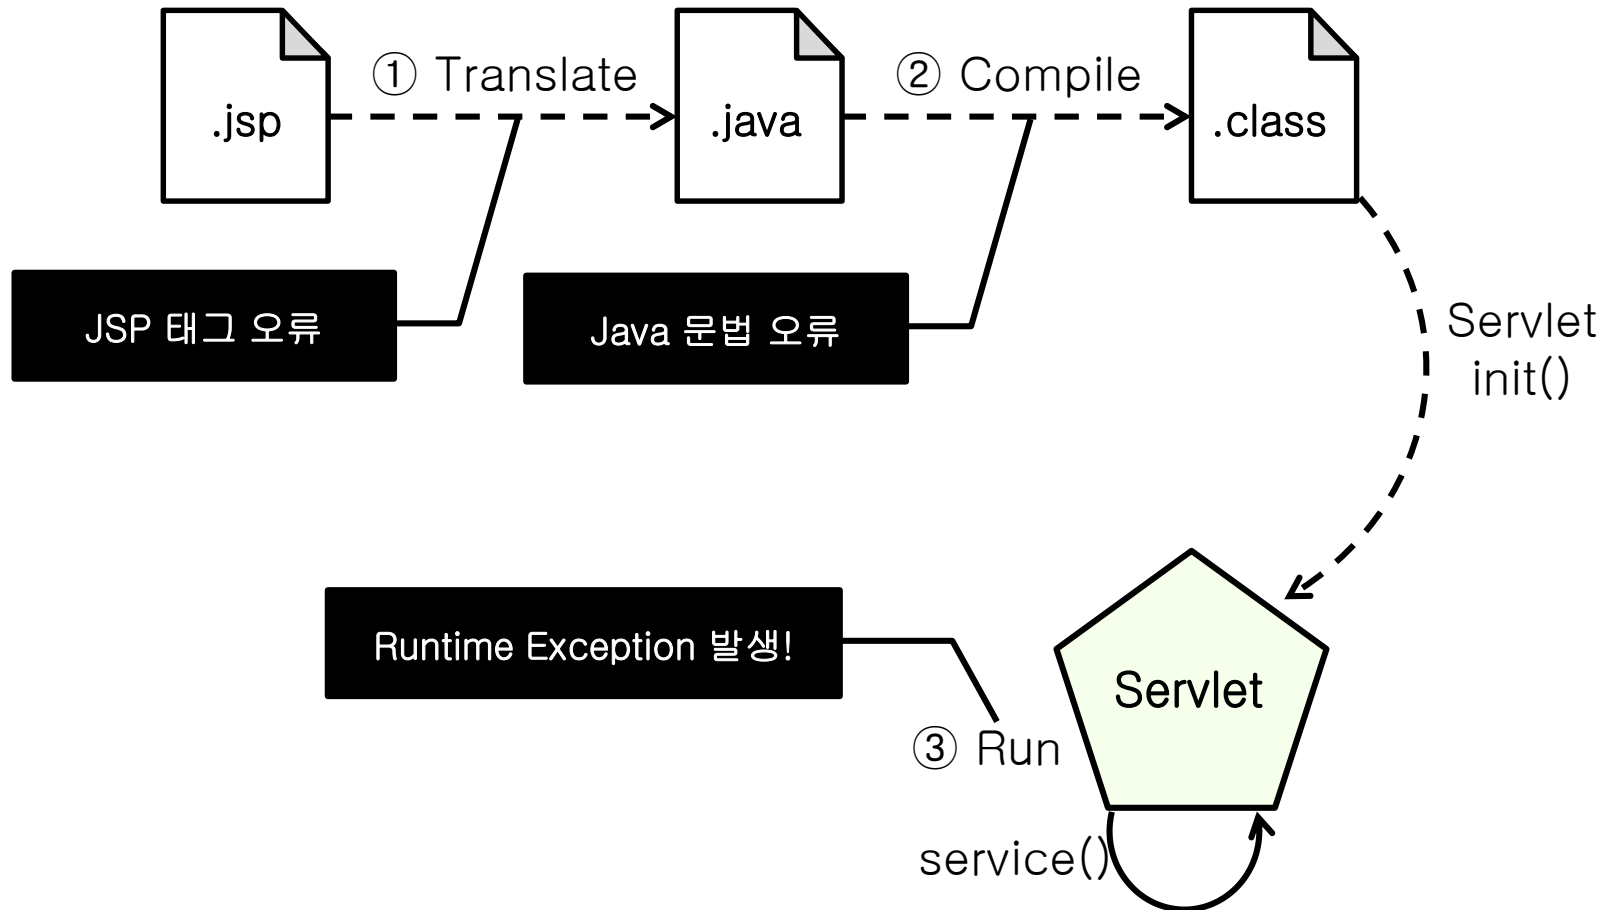 ① Translate
② Compile
.jsp
.java
.class
JSP 태그 오류
Java 문법 오류
Servlet
init()
Runtime Exception 발생!
Servlet
③ Run
service()